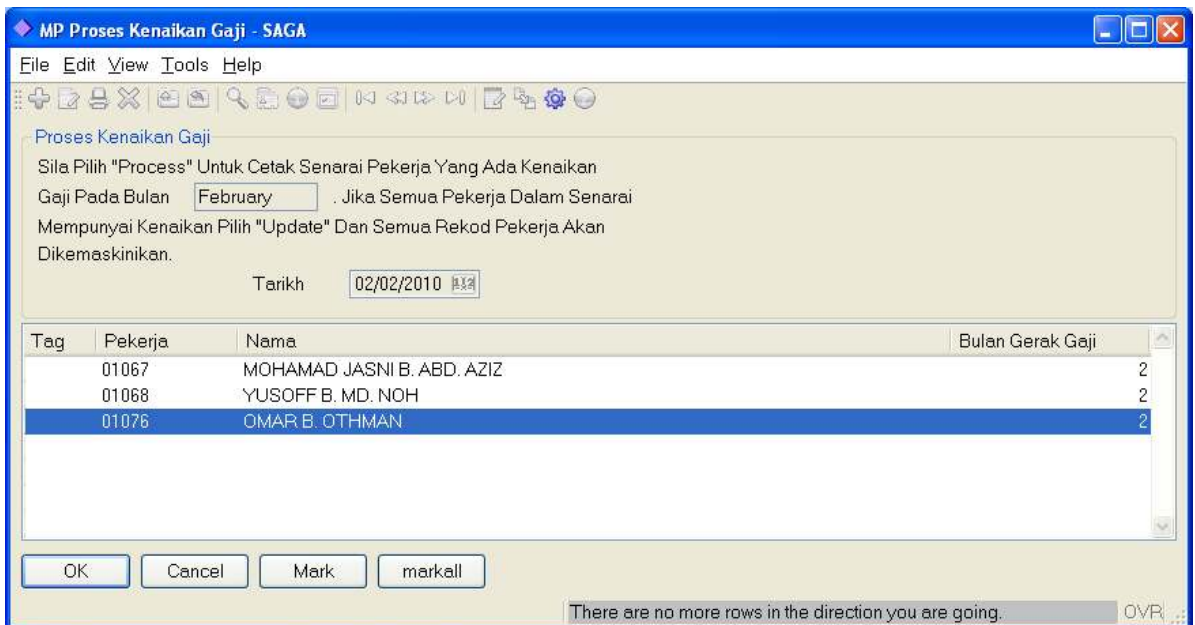 MP Proses Kenaikan Gaji - SAGA
File Edit View Tools Help
Proses Kenaikan Gaji
Sila Pilih "Process" Untuk Cetak Senarai Pekerja Yang Ada Kenaikan
Gaji Pada Bulan February . Jika Semua Pekerja Dalam Senarai
Mempunyai Kenaikan Pilih "Update" Dan Semua Rekod Pekerja Akan
Dikemaskinikan.
Tarikh 02/02/2010
Tag Pekerja Nama Bulan Gerak Gaji
01067 MOHAMAD JASNI B. ABD. AZIZ 2
01068 YUSOFF B. MD. NOH 2
01076 OMAR B. OTHMAN 2
OK Cancel Mark markall
There are no more rows in the direction you are going. OVR